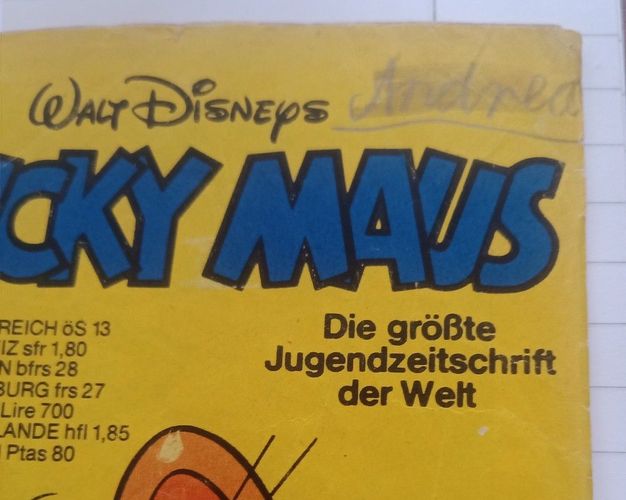 Andrea
WALT DISNEYS
CKY MAUS
REICH öS 13
IZ sfr 1,80
N bfrs 28
BURG frs 27
Lire 700
LANDE hfl 1,85
Ptas 80
Die größte
Jugendzeitschrift
der Welt